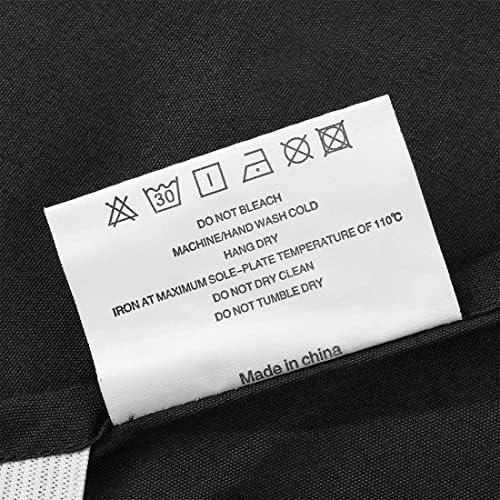 30
DO NOT BLEACH
MACHINE/HAND WASH COLD
HANG DRY
IRON AT MAXIMUM SOLE-PLATE TEMPERATURE OF 110℃
DO NOT DRY CLEAN
DO NOT TUMBLE DRY
Made in china